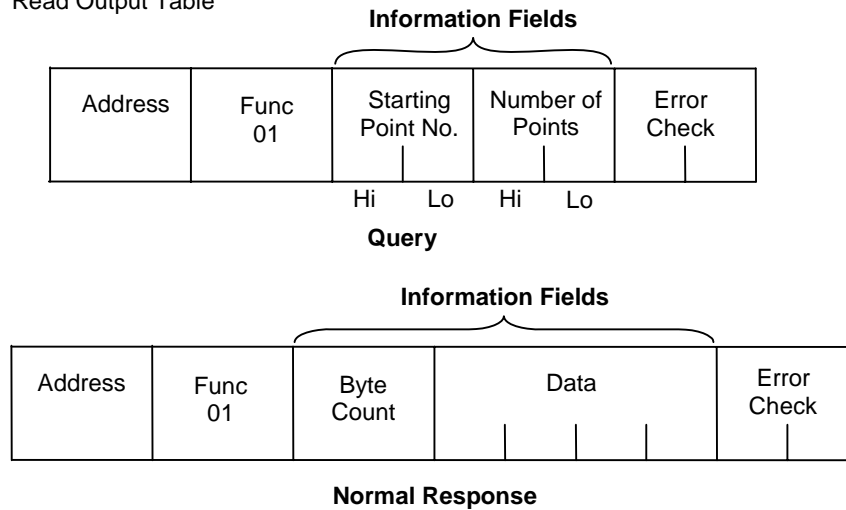 Read Output Table
Information Fields
Address
Func
01
Starting
Point No.
Number of
Points
Error
Check
Hi
Lo
Hi
Lo
Query
Information Fields
Address
Func
01
Byte
Count
Data
Error
Check
Normal Response